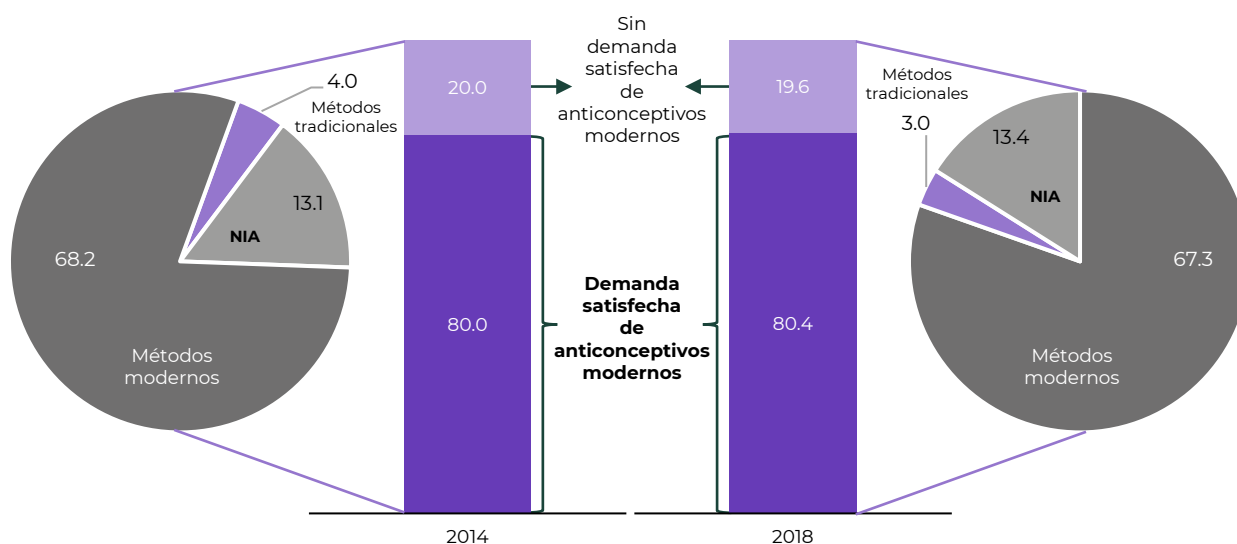 Sin
demanda
satisfecha
de
anticonceptivos
modernos
4.0
Métodos
tradicionales
13.1
NIA
68.2
Métodos
modernos
20.0
80.0
2014
Demanda
satisfecha
de
anticonceptivos
modernos
19.6
80.4
2018
Métodos
tradicionales
3.0
13.4
NIA
67.3
Métodos
modernos